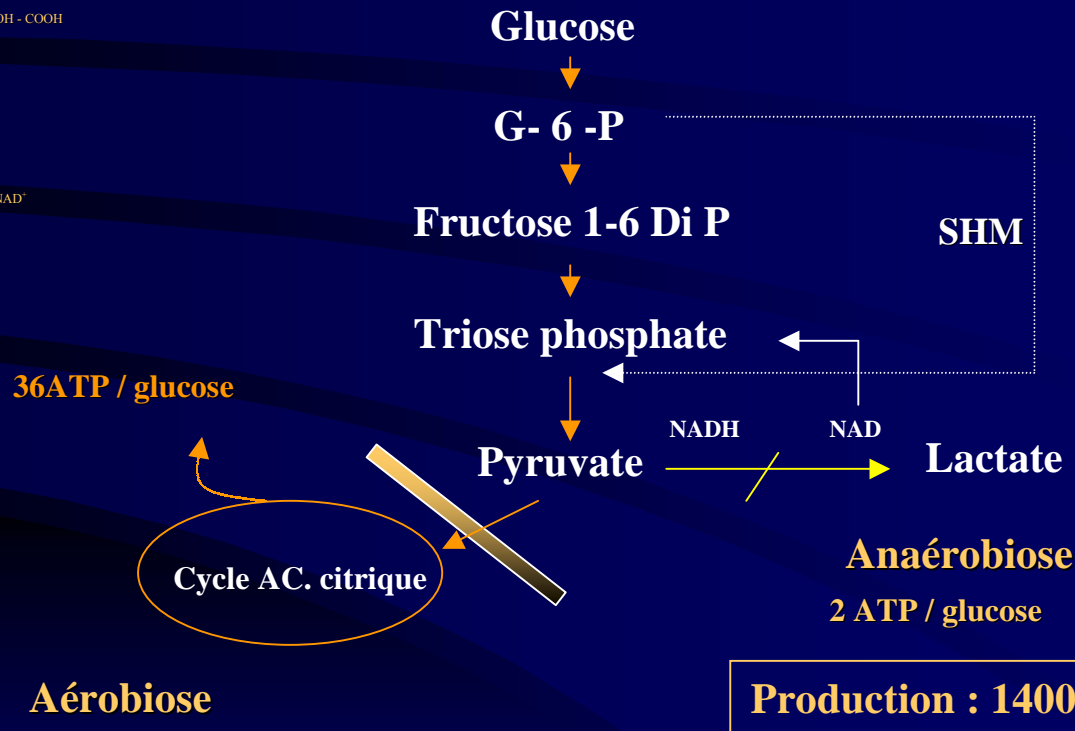 OH - COOH
Glucose
G- 6 -P
NAD⁺
Fructose 1-6 Di P
SHM
Triose phosphate
36ATP / glucose
NADH NAD
Pyruvate
Lactate
Anaérobiose
Cycle AC. citrique
2 ATP / glucose
Aérobiose
Production : 1400